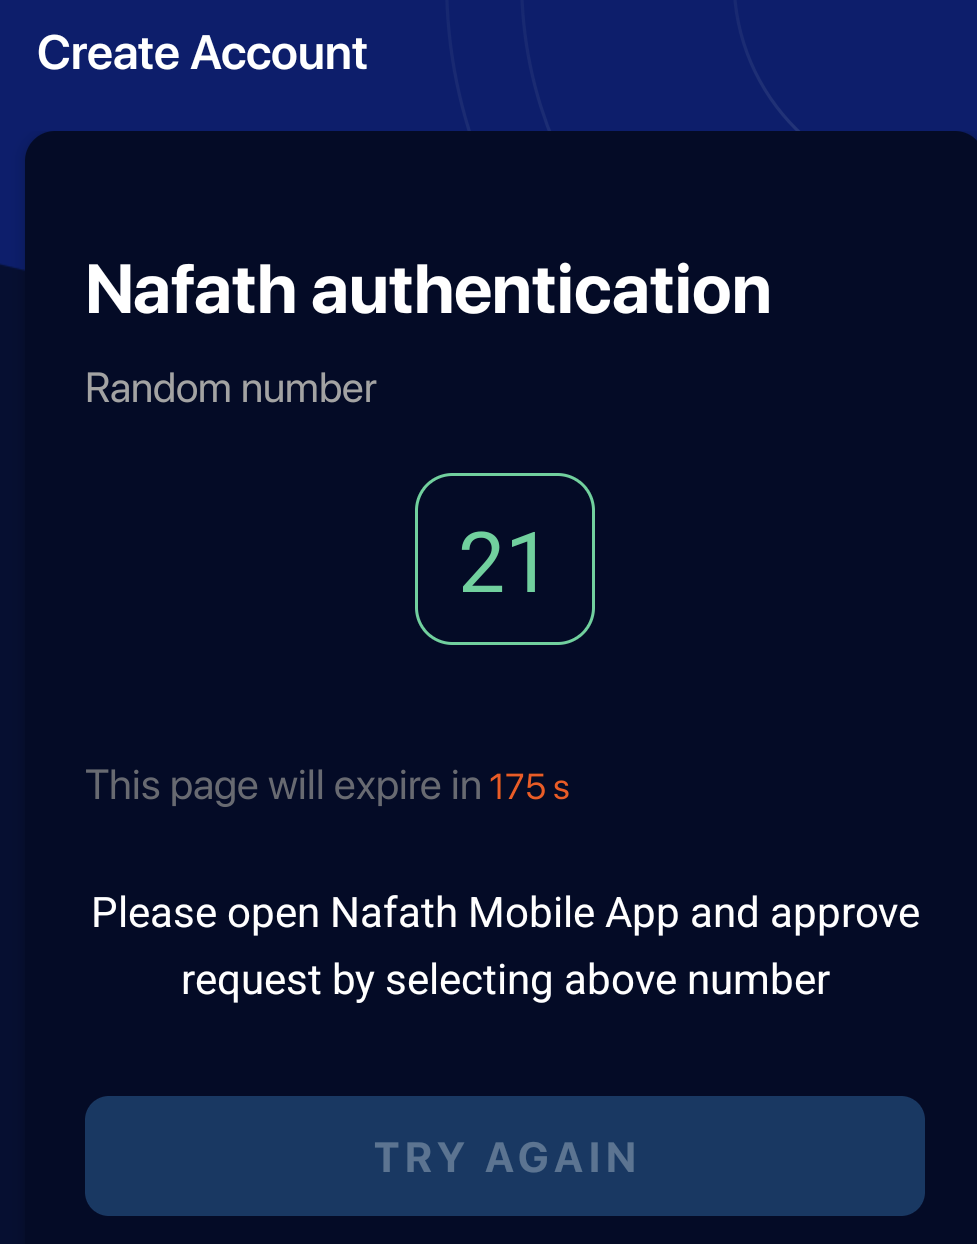 Create Account
Nafath authentication
Random number
21
This page will expire in 175 s
Please open Nafath Mobile App and approve
request by selecting above number
TRY AGAIN